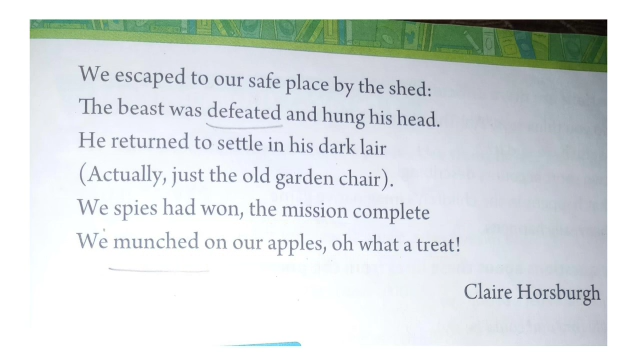 We escaped to our safe place by the shed:
The beast was defeated and hung his head.
He returned to settle in his dark lair
(Actually, just the old garden chair).
We spies had won, the mission complete
We munched on our apples, oh what a treat!
Claire Horsburgh